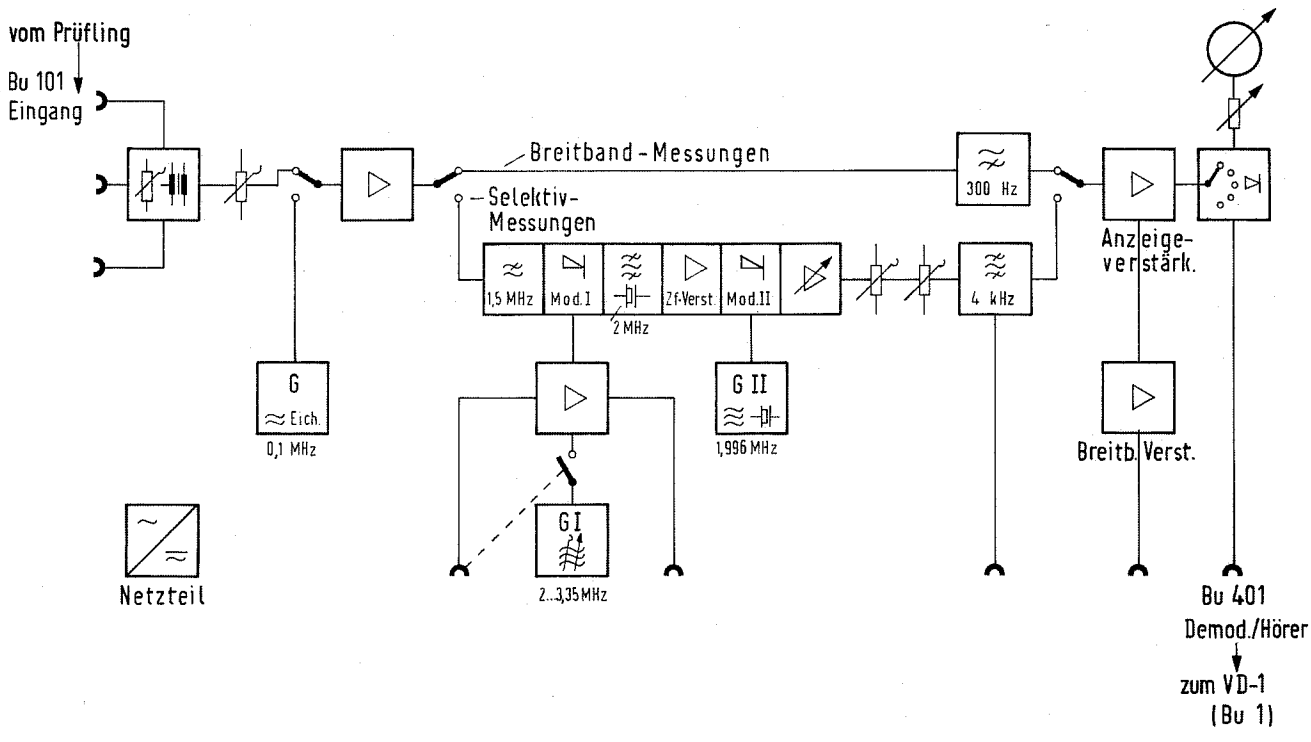 vom Prüfling
Bu 101
Eingang
Breitband-Messungen
300 Hz
Selektiv-
Messungen
Anzeige-
verstärk.
1,5 MHz
Mod.I
2 MHz
Zf-Verst.
Mod.II
4 kHz
G
Eich.
0,1 MHz
G II
1,996 MHz
Breitb.Verst.
G I
2...3,35 MHz
Netzteil
Bu 401
Demod./Hörer
zum VD-1
(Bu 1)